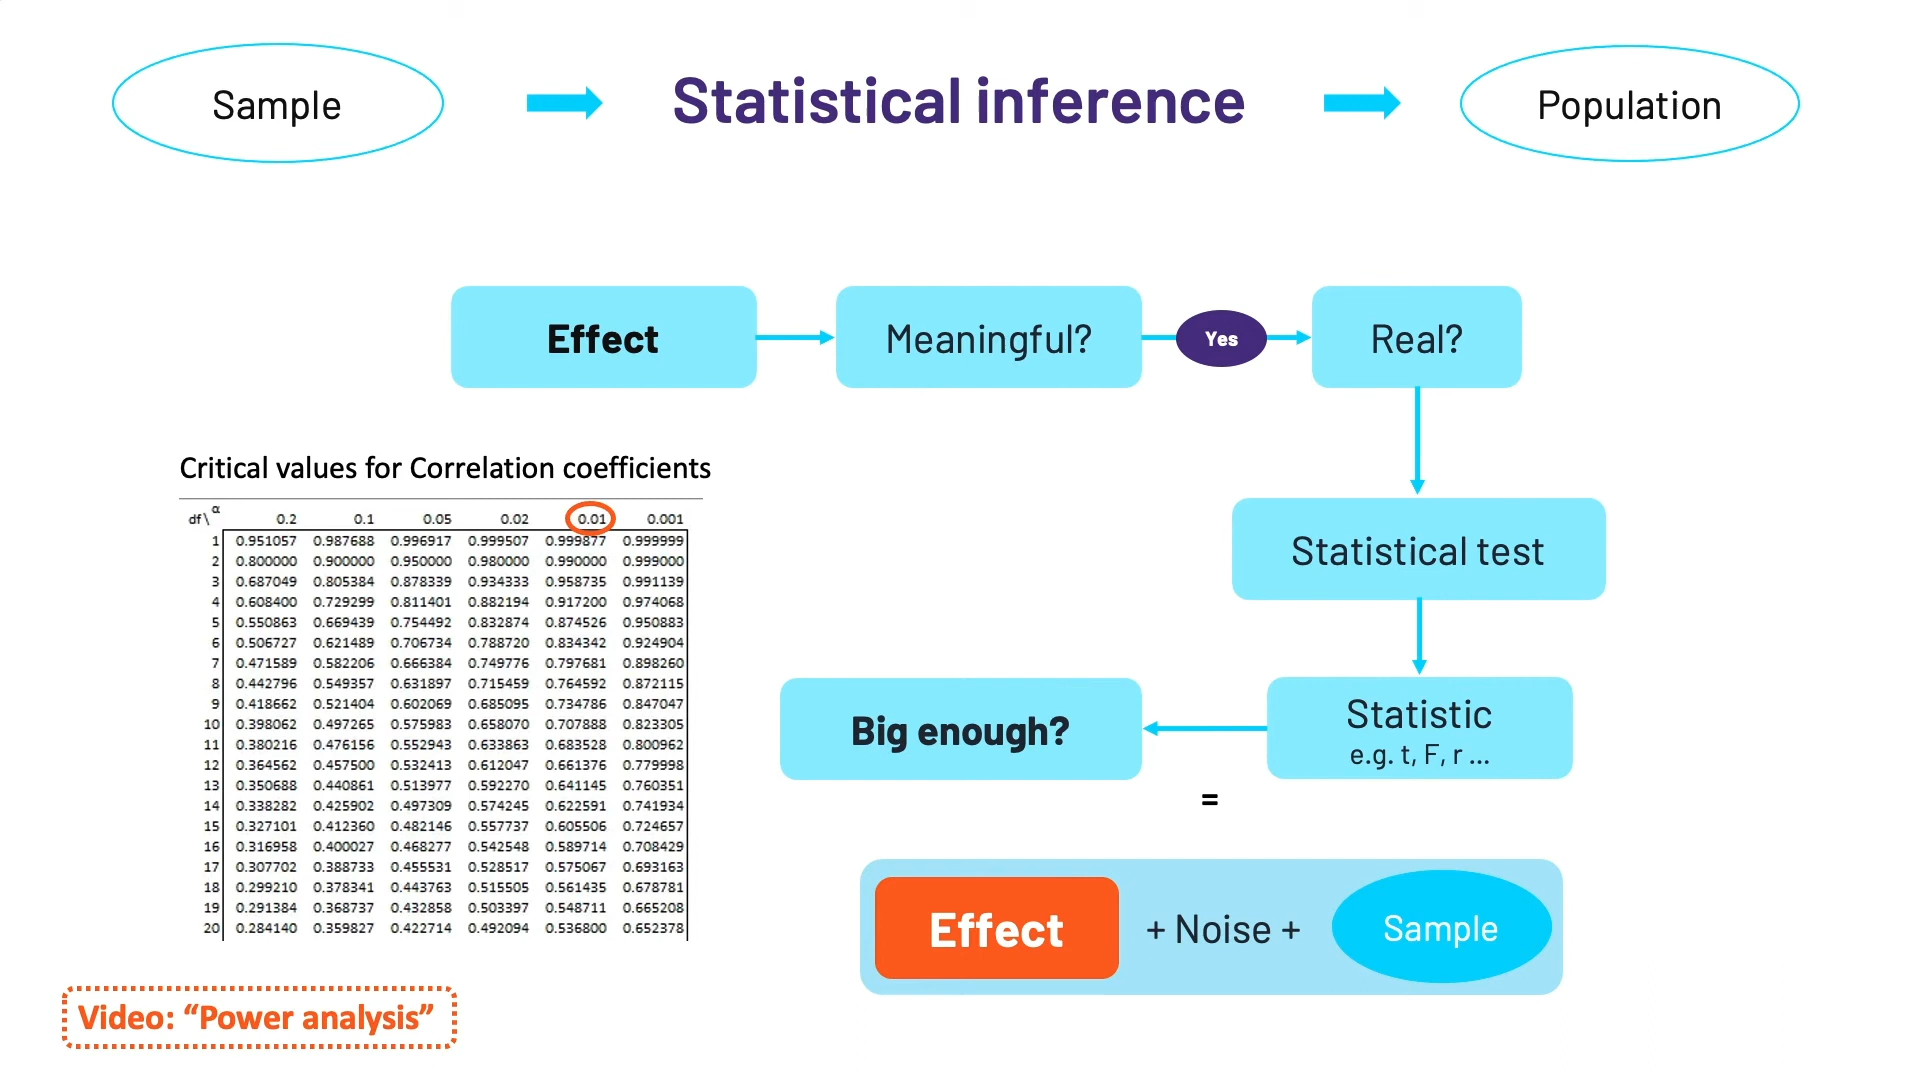 Sample
Statistical inference
Population
Effect
Meaningful?
Yes
Real?
Critical values for Correlation coefficients
df\α 0.2 0.1 0.05 0.02 0.01 0.001
1 0.951057 0.987688 0.996917 0.999507 0.999877 0.999999
2 0.800000 0.900000 0.950000 0.980000 0.990000 0.999000
3 0.687049 0.805384 0.878339 0.934333 0.958735 0.991139
4 0.608400 0.729299 0.811401 0.882194 0.917200 0.974068
5 0.550863 0.669439 0.754492 0.832874 0.874526 0.950883
6 0.506727 0.621489 0.706734 0.788720 0.834342 0.924904
7 0.471589 0.582206 0.666384 0.749776 0.797681 0.898260
8 0.442796 0.549357 0.631897 0.715459 0.764592 0.872115
9 0.418662 0.521404 0.602069 0.685095 0.734786 0.847047
10 0.398062 0.497265 0.575983 0.658070 0.707888 0.823305
11 0.380216 0.476156 0.552943 0.633863 0.683528 0.800962
12 0.364562 0.457500 0.532413 0.612047 0.661376 0.779998
13 0.350688 0.440861 0.513977 0.592270 0.641145 0.760351
14 0.338282 0.425902 0.497309 0.574245 0.622591 0.741934
15 0.327101 0.412360 0.482146 0.557737 0.605506 0.724657
16 0.316958 0.400027 0.468277 0.542548 0.589714 0.708429
17 0.307702 0.388733 0.455531 0.528517 0.575067 0.693163
18 0.299210 0.378341 0.443763 0.515505 0.561435 0.678781
19 0.291384 0.368737 0.432858 0.503397 0.548711 0.665208
20 0.284140 0.359827 0.422714 0.492094 0.536800 0.652378
Statistical test
Statistic
e.g. t, F, r ...
Big enough?
=
Effect + Noise + Sample
Video: “Power analysis”